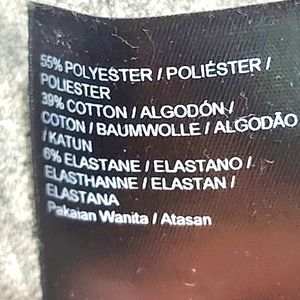 55% POLYESTER / POLIÉSTER /
POLIESTER
39% COTTON / ALGODÓN /
COTON / BAUMWOLLE / ALGODÃO
/ KATUN
6% ELASTANE / ELASTANO /
ELASTHANNE / ELASTAN /
ELASTANA
Pakaian Wanita / Atasan